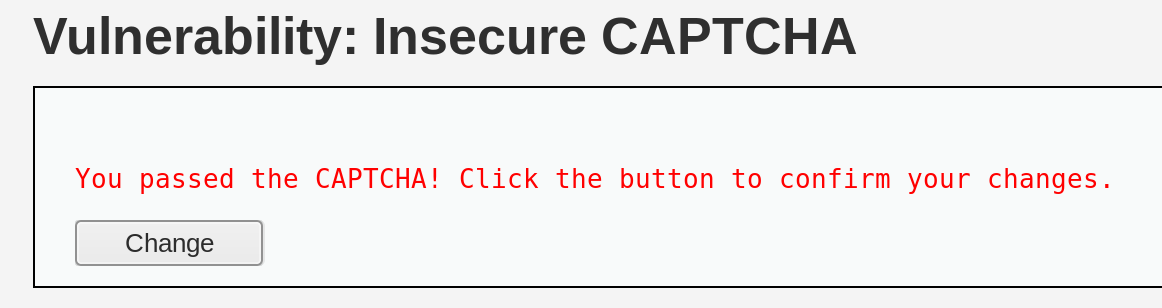 Vulnerability: Insecure CAPTCHA
You passed the CAPTCHA! Click the button to confirm your changes.
Change